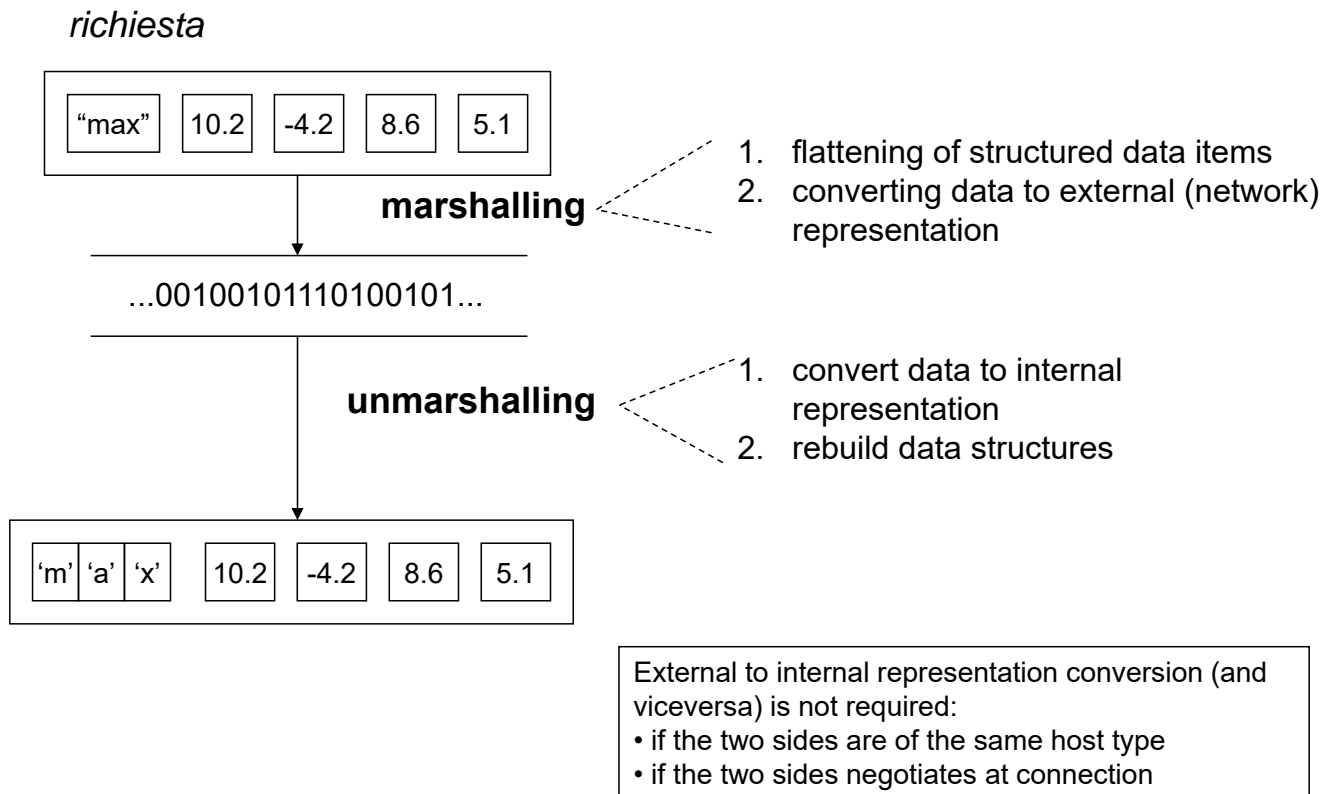 richiesta
“max” 10.2 -4.2 8.6 5.1
marshalling
1. flattening of structured data items
2. converting data to external (network)
representation
...00100101110100101...
unmarshalling
1. convert data to internal
representation
2. rebuild data structures
‘m’ ‘a’ ‘x’ 10.2 -4.2 8.6 5.1
External to internal representation conversion (and
viceversa) is not required:
• if the two sides are of the same host type
• if the two sides negotiates at connection